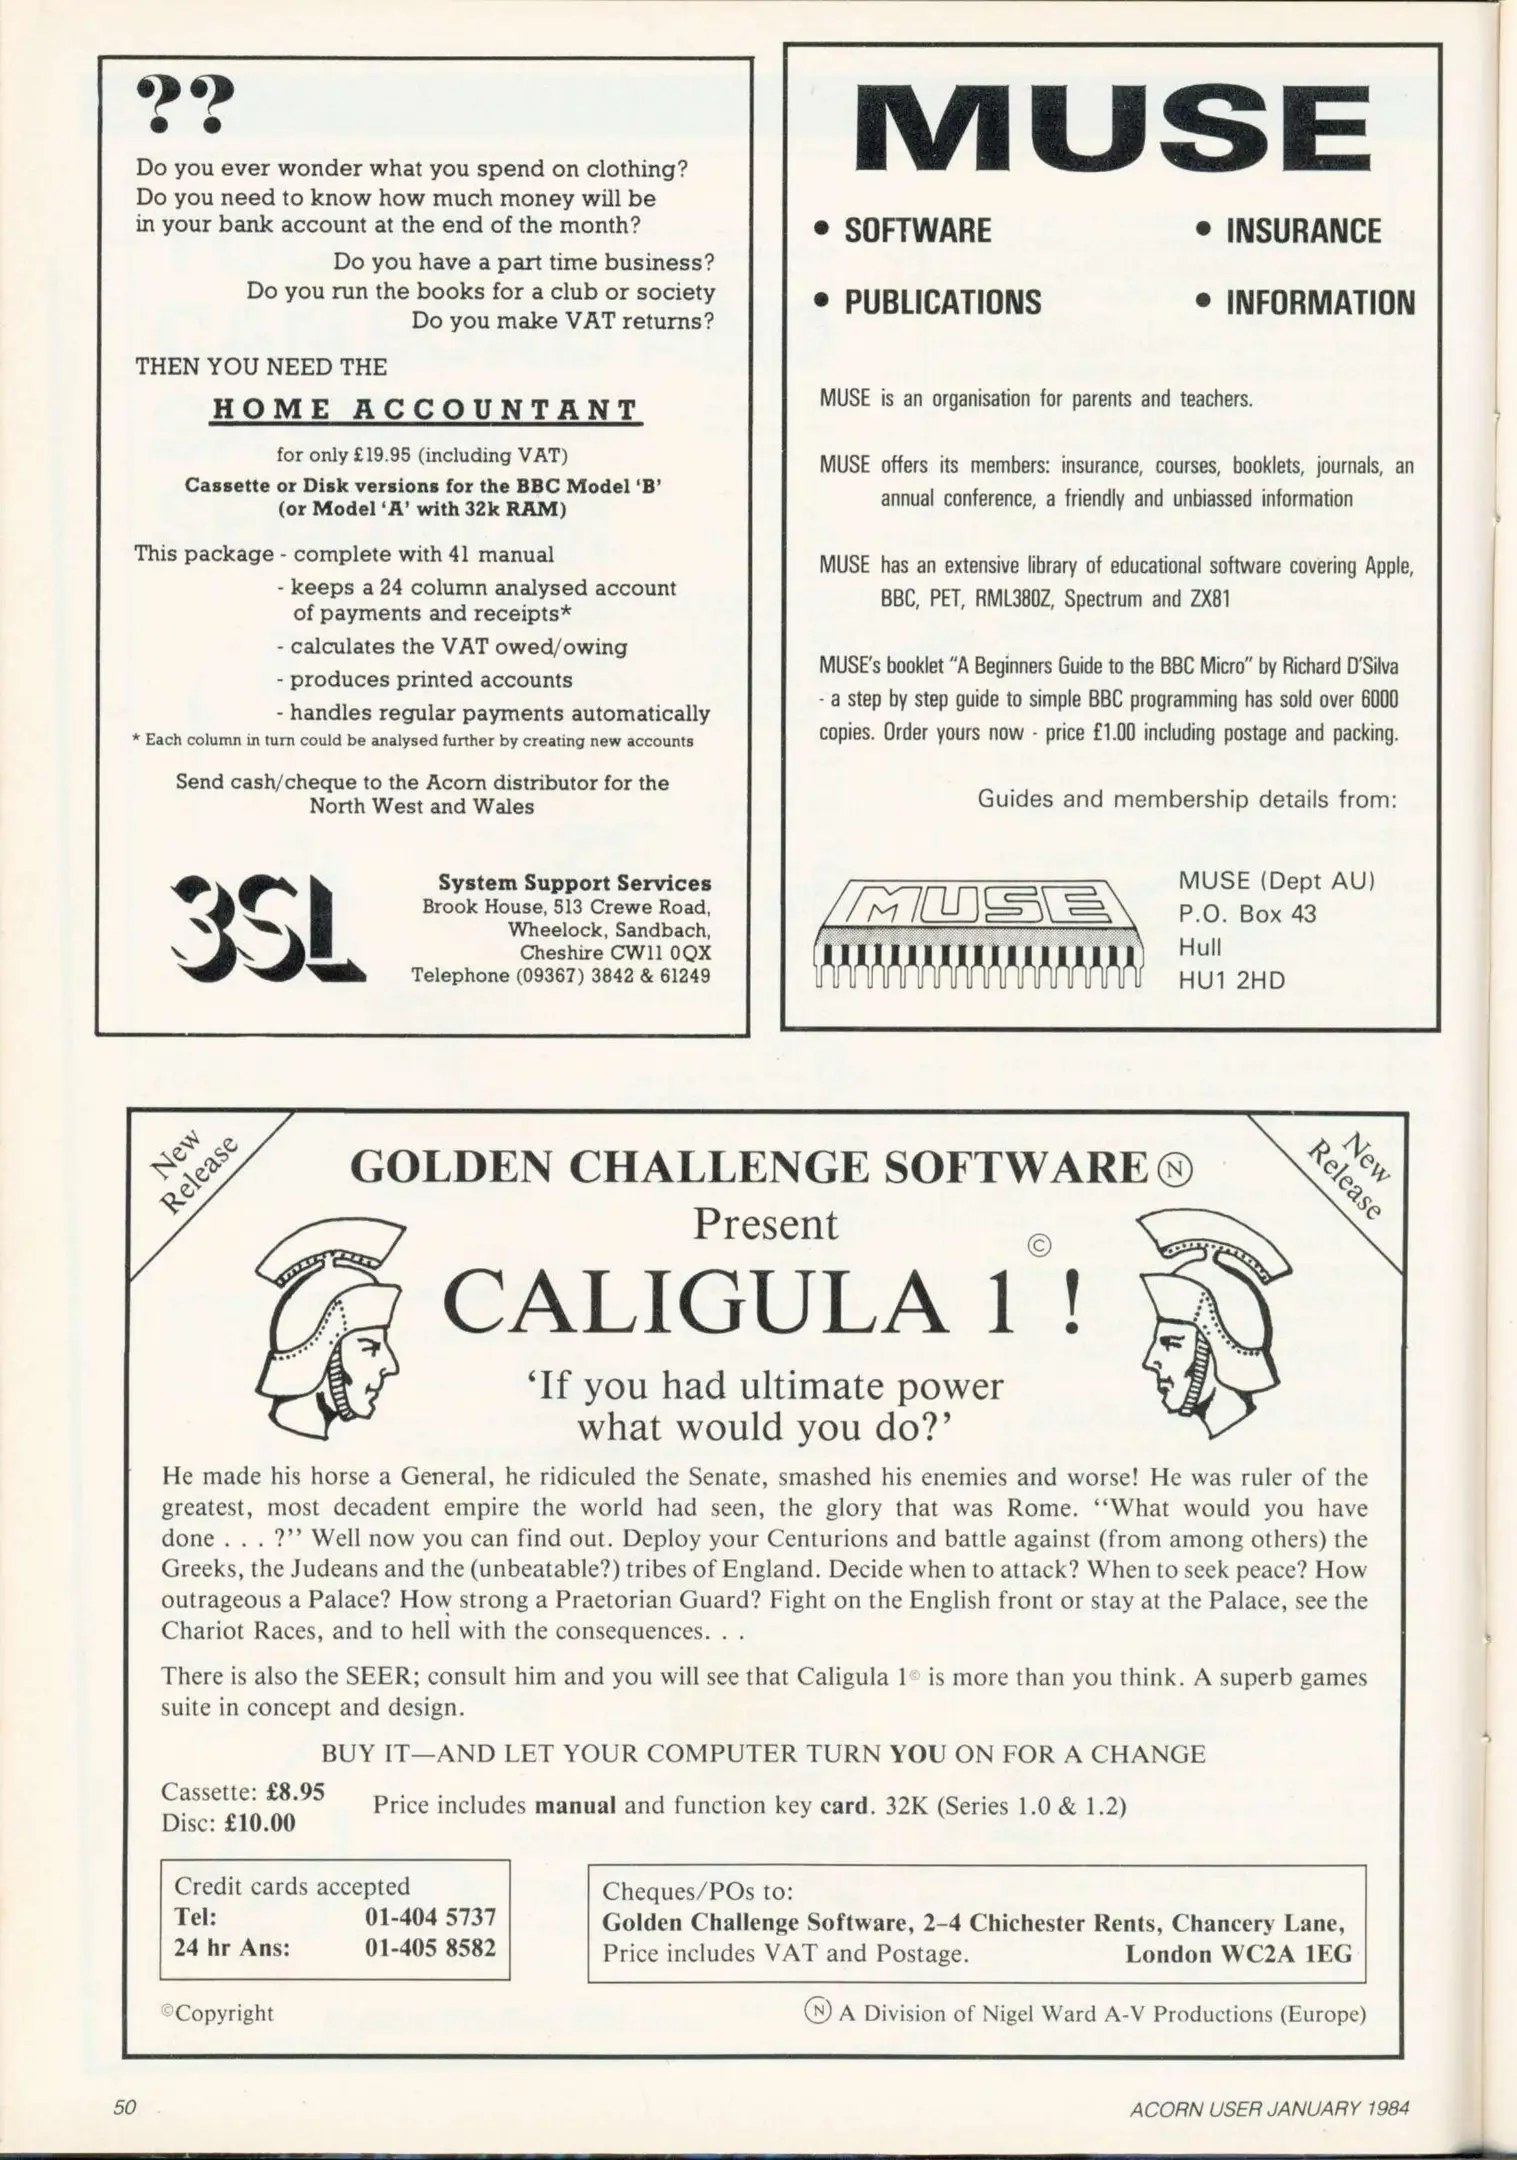 ??
Do you ever wonder what you spend on clothing?
Do you need to know how much money will be
in your bank account at the end of the month?
Do you have a part time business?
Do you run the books for a club or society
Do you make VAT returns?
THEN YOU NEED THE
HOME ACCOUNTANT
for only £19.95 (including VAT)
Cassette or Disk versions for the BBC Model ‘B’
(or Model ‘A’ with 32k RAM)
This package - complete with 41 manual
- keeps a 24 column analysed account
of payments and receipts*
- calculates the VAT owed/owing
- produces printed accounts
- handles regular payments automatically
* Each column in turn could be analysed further by creating new accounts
Send cash/cheque to the Acorn distributor for the
North West and Wales
3SL
System Support Services
Brook House, 513 Crewe Road,
Wheelock, Sandbach,
Cheshire CW11 0QX
Telephone (09367) 3842 & 61249
MUSE
• SOFTWARE • INSURANCE
• PUBLICATIONS • INFORMATION
MUSE is an organisation for parents and teachers.
MUSE offers its members: insurance, courses, booklets, journals, an
annual conference, a friendly and unbiassed information
MUSE has an extensive library of educational software covering Apple,
BBC, PET, RML380Z, Spectrum and ZX81
MUSE's booklet "A Beginners Guide to the BBC Micro" by Richard D'Silva
- a step by step guide to simple BBC programming has sold over 6000
copies. Order yours now - price £1.00 including postage and packing.
Guides and membership details from:
MUSE
MUSE (Dept AU)
P.O. Box 43
Hull
HU1 2HD
New
Release
New
Release
GOLDEN CHALLENGE SOFTWARE Ⓝ
Present
CALIGULA 1 © !
‘If you had ultimate power
what would you do?’
He made his horse a General, he ridiculed the Senate, smashed his enemies and worse! He was ruler of the
greatest, most decadent empire the world had seen, the glory that was Rome. “What would you have
done . . . ?” Well now you can find out. Deploy your Centurions and battle against (from among others) the
Greeks, the Judeans and the (unbeatable?) tribes of England. Decide when to attack? When to seek peace? How
outrageous a Palace? How strong a Praetorian Guard? Fight on the English front or stay at the Palace, see the
Chariot Races, and to hell with the consequences. . .
There is also the SEER; consult him and you will see that Caligula 1© is more than you think. A superb games
suite in concept and design.
BUY IT—AND LET YOUR COMPUTER TURN YOU ON FOR A CHANGE
Cassette: £8.95
Disc: £10.00
Price includes manual and function key card. 32K (Series 1.0 & 1.2)
Credit cards accepted
Tel: 01-404 5737
24 hr Ans: 01-405 8582
Cheques/POs to:
Golden Challenge Software, 2–4 Chichester Rents, Chancery Lane,
Price includes VAT and Postage. London WC2A 1EG
©Copyright
Ⓝ A Division of Nigel Ward A-V Productions (Europe)
50
ACORN USER JANUARY 1984